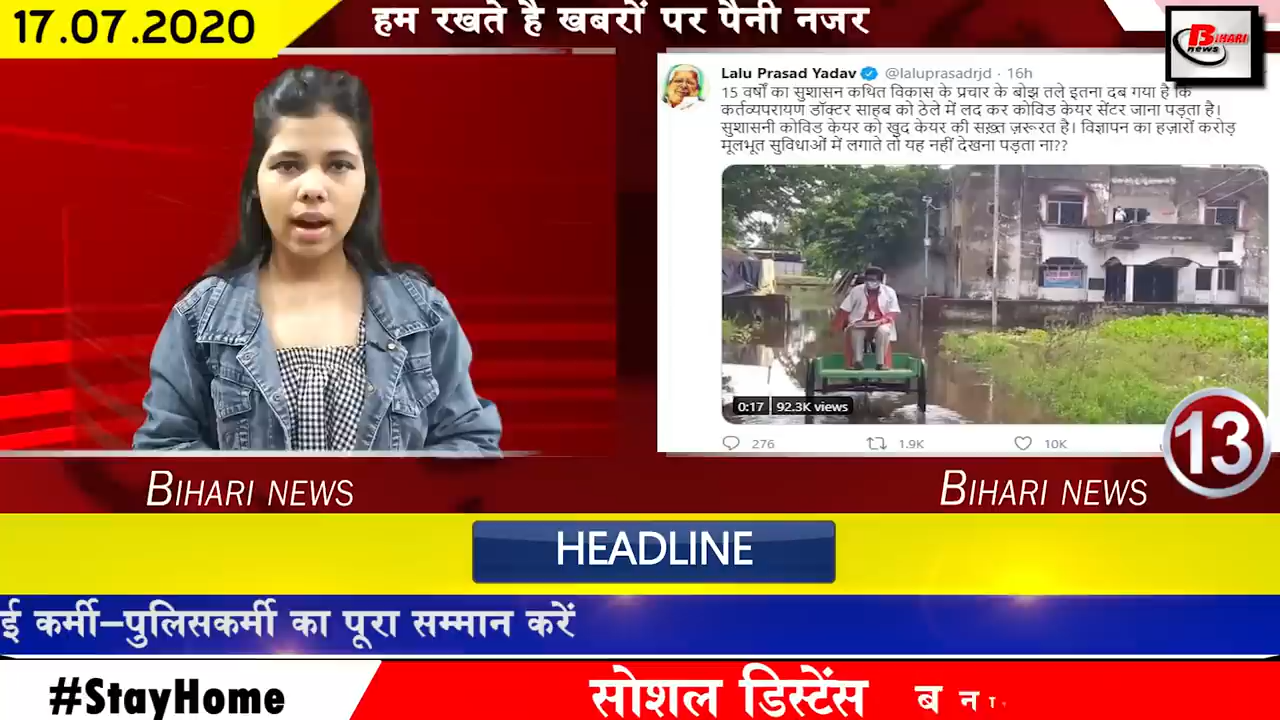 17.07.2020
हम रखते है खबरों पर पैनी नजर
BIHARI
news
Lalu Prasad Yadav @laluprasadrjd · 16h
15 वर्षों का सुशासन कथित विकास के प्रचार के बोझ तले इतना दब गया है कि
कर्तव्यपरायण डॉक्टर साहब को ठेले में लद कर कोविड केयर सेंटर जाना पड़ता है।
सुशासनी कोविड केयर को खुद केयर की सख़्त ज़रूरत है। विज्ञापन का हज़ारों करोड़
मूलभूत सुविधाओं में लगाते तो यह नहीं देखना पड़ता ना??
0:17 92.3K views
276 1.9K 10K
13
BIHARI NEWS
BIHARI NEWS
HEADLINE
ई कर्मी–पुलिसकर्मी का पूरा सम्मान करें
#StayHome
सोशल डिस्टेंस ब ना